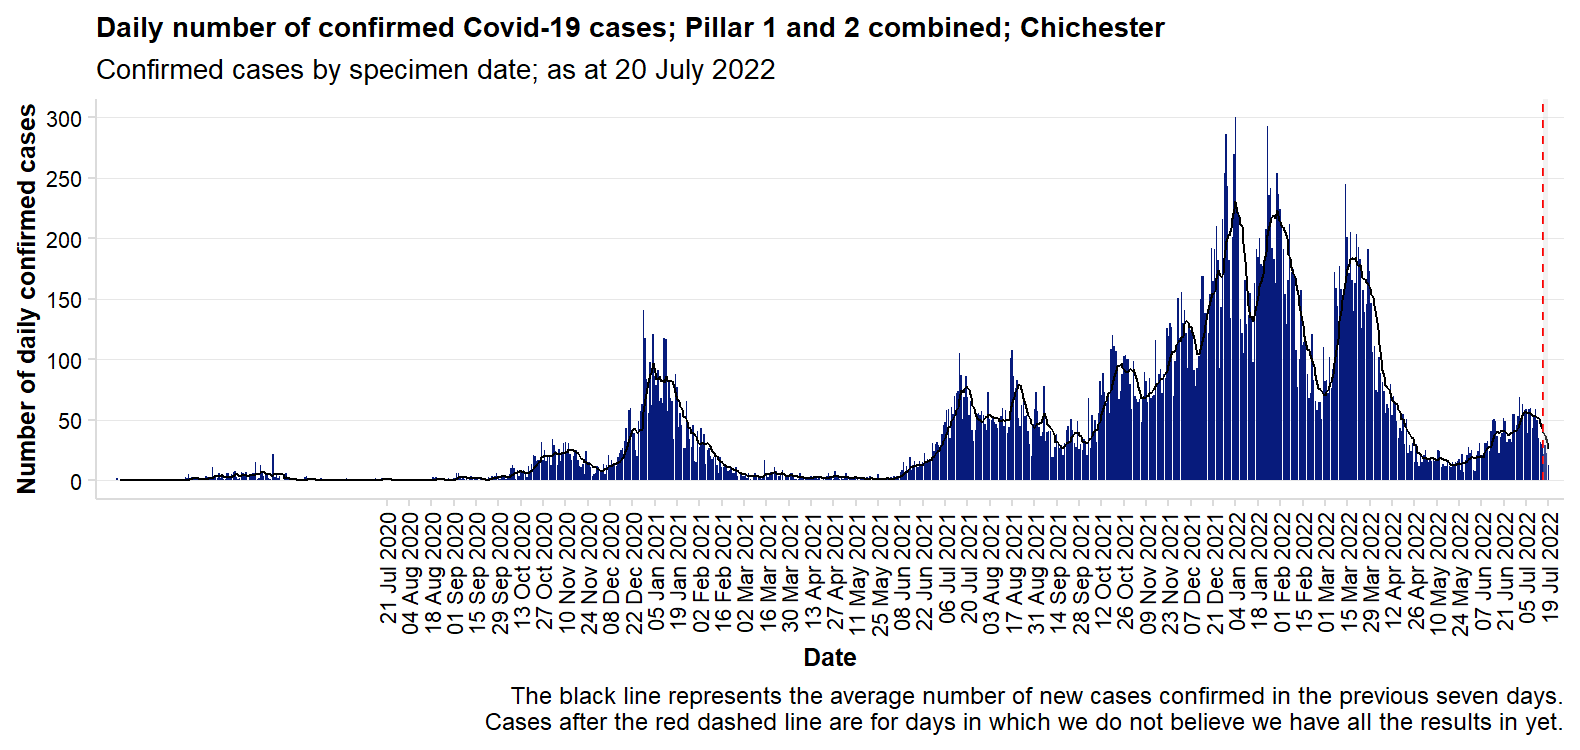 Daily number of confirmed Covid-19 cases; Pillar 1 and 2 combined; Chichester
Confirmed cases by specimen date; as at 20 July 2022
Number of daily confirmed cases
300
250
200
150
100
50
0
21 Jul 2020
04 Aug 2020
18 Aug 2020
01 Sep 2020
15 Sep 2020
29 Sep 2020
13 Oct 2020
27 Oct 2020
10 Nov 2020
24 Nov 2020
08 Dec 2020
22 Dec 2020
05 Jan 2021
19 Jan 2021
02 Feb 2021
16 Feb 2021
02 Mar 2021
16 Mar 2021
30 Mar 2021
13 Apr 2021
27 Apr 2021
11 May 2021
25 May 2021
08 Jun 2021
22 Jun 2021
06 Jul 2021
20 Jul 2021
03 Aug 2021
17 Aug 2021
31 Aug 2021
14 Sep 2021
28 Sep 2021
12 Oct 2021
26 Oct 2021
09 Nov 2021
23 Nov 2021
07 Dec 2021
21 Dec 2021
04 Jan 2022
18 Jan 2022
01 Feb 2022
15 Feb 2022
01 Mar 2022
15 Mar 2022
29 Mar 2022
12 Apr 2022
26 Apr 2022
10 May 2022
24 May 2022
07 Jun 2022
21 Jun 2022
05 Jul 2022
19 Jul 2022
Date
The black line represents the average number of new cases confirmed in the previous seven days.
Cases after the red dashed line are for days in which we do not believe we have all the results in yet.